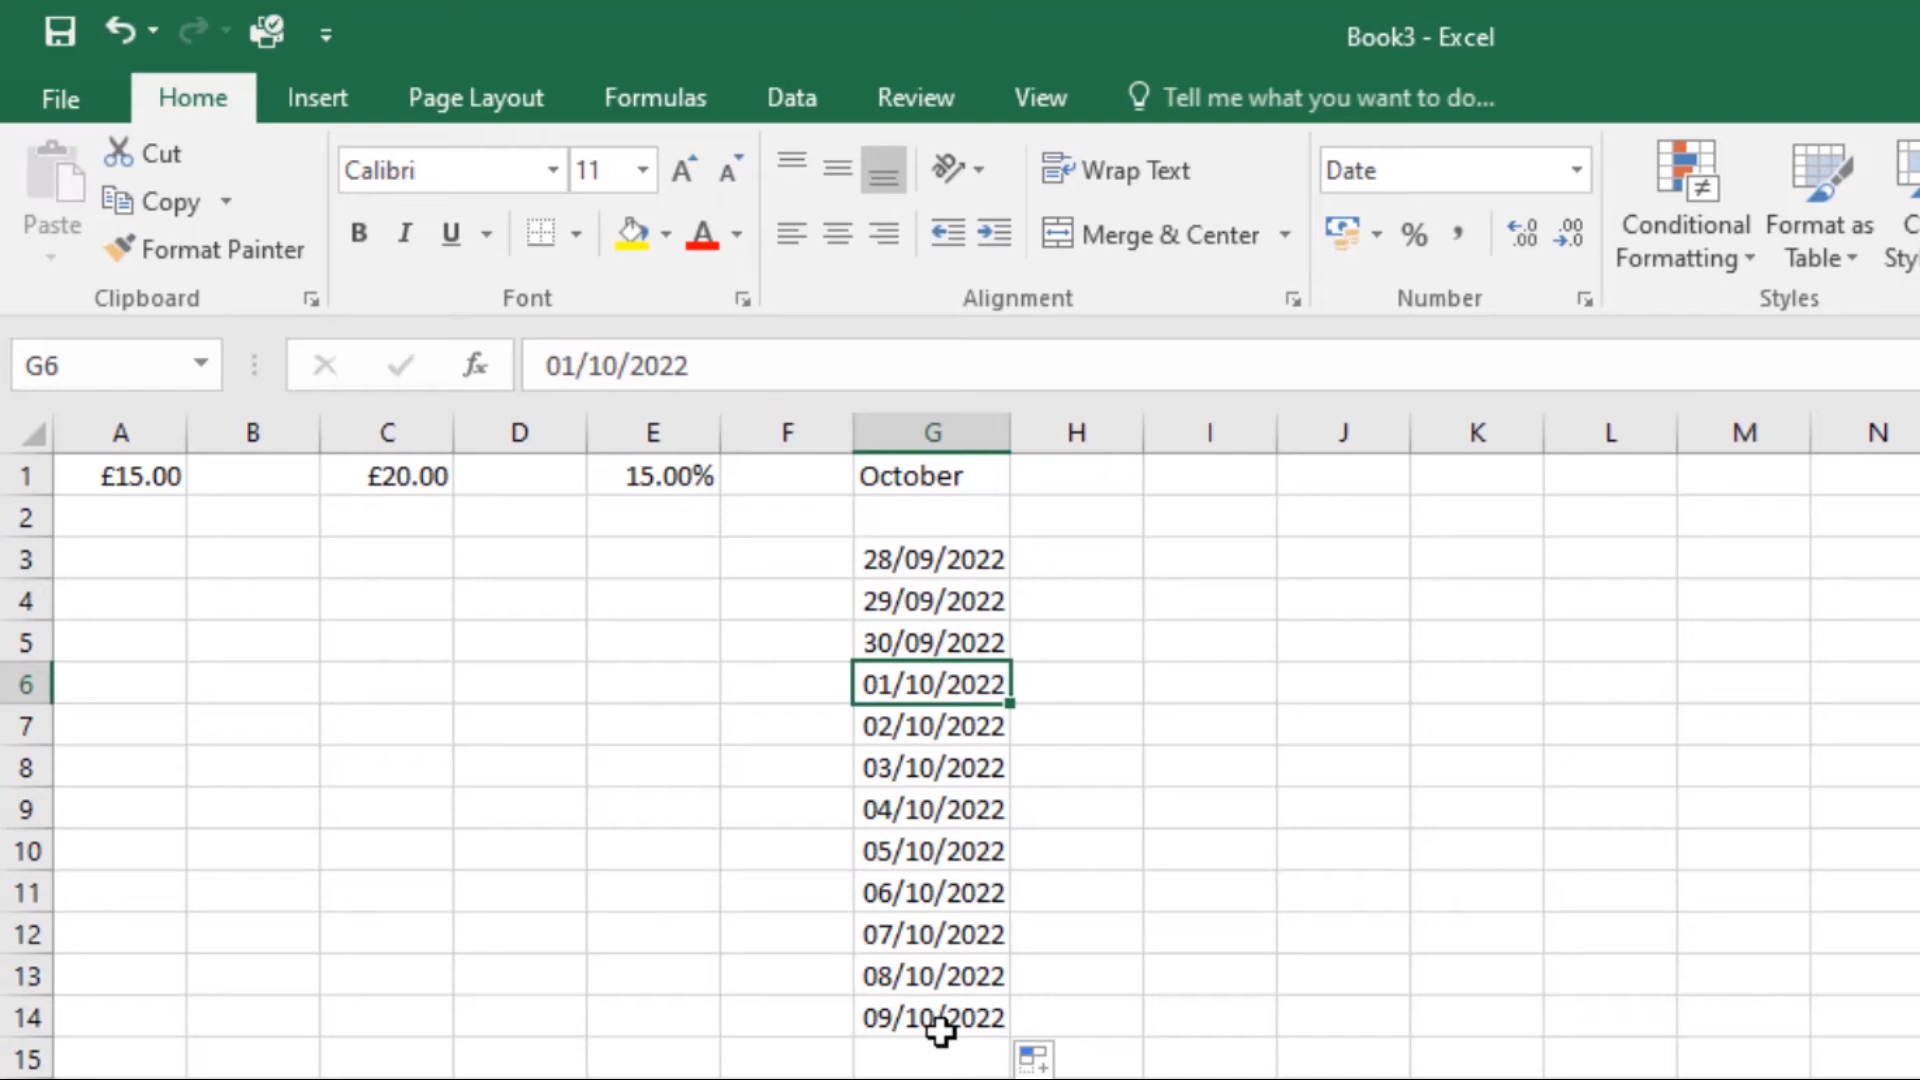 Book3 - Excel
File Home Insert Page Layout Formulas Data Review View Tell me what you want to do...
Paste
Cut
Copy
Format Painter
Clipboard
Calibri 11
B I U
Font
Wrap Text
Merge & Center
Alignment
Date
% , .0 .00 .00 .0
Number
Conditional Formatting
Format as Table
Styles
G6 fx 01/10/2022
A B C D E F G H I J K L M N
1 £15.00 £20.00 15.00% October
2
3 28/09/2022
4 29/09/2022
5 30/09/2022
6 01/10/2022
7 02/10/2022
8 03/10/2022
9 04/10/2022
10 05/10/2022
11 06/10/2022
12 07/10/2022
13 08/10/2022
14 09/10/2022
15